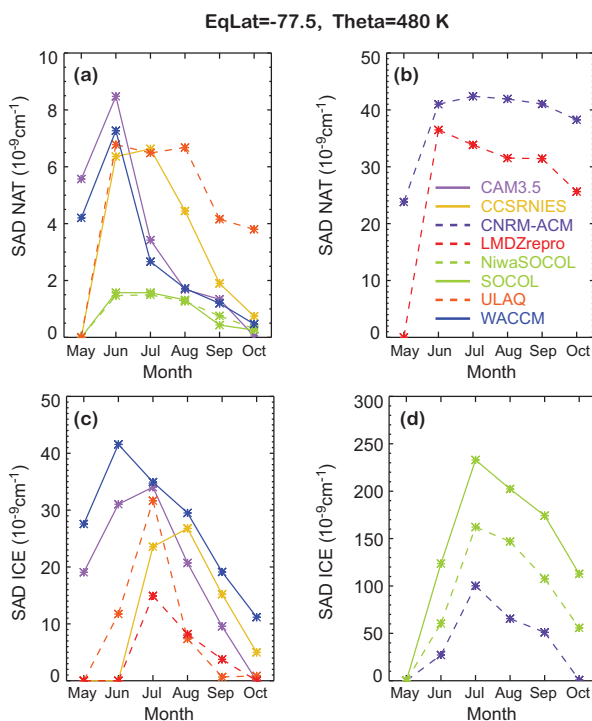 EqLat=-77.5, Theta=480 K
(a)
SAD NAT (10-9cm-1)
10
8
6
4
2
0
May Jun Jul Aug Sep Oct
Month
(b)
SAD NAT (10-9cm-1)
50
40
30
20
10
0
CAM3.5
CCSRNIES
CNRM-ACM
LMDZrepro
NiwaSOCOL
SOCOL
ULAQ
WACCM
May Jun Jul Aug Sep Oct
Month
(c)
SAD ICE (10-9cm-1)
50
40
30
20
10
0
May Jun Jul Aug Sep Oct
Month
(d)
SAD ICE (10-9cm-1)
300
250
200
150
100
50
0
May Jun Jul Aug Sep Oct
Month